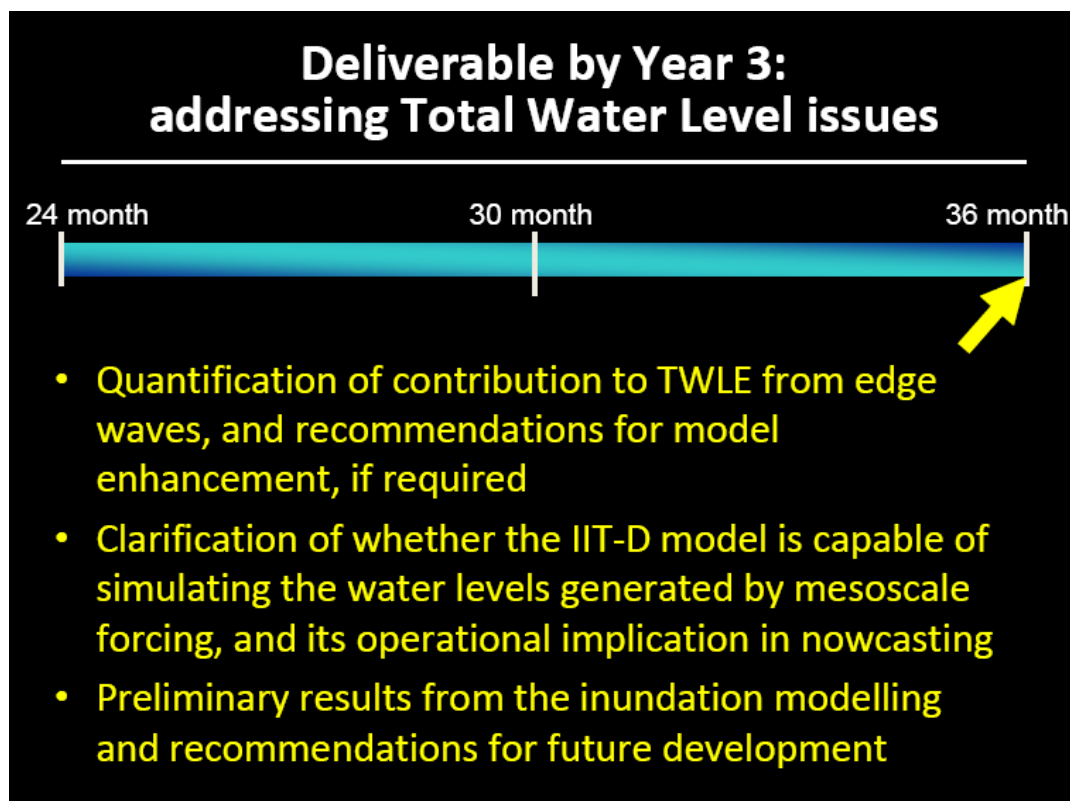 Deliverable by Year 3:
addressing Total Water Level issues
24 month
30 month
36 month
• Quantification of contribution to TWLE from edge
waves, and recommendations for model
enhancement, if required
• Clarification of whether the IIT-D model is capable of
simulating the water levels generated by mesoscale
forcing, and its operational implication in nowcasting
• Preliminary results from the inundation modelling
and recommendations for future development